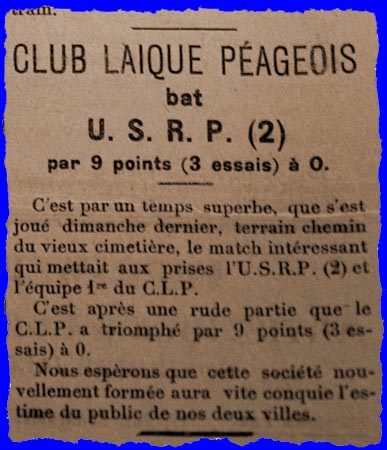 train.
CLUB LAIQUE PÉAGEOIS
bat
U. S. R. P. (2)
par 9 points (3 essais) à 0.
C'est par un temps superbe, que s'est
joué dimanche dernier, terrain chemin
du vieux cimetière, le match intéressant
qui mettait aux prises l'U.S.R.P. (2) et
l'équipe 1re du C.L.P.
C'est après une rude partie que le
C.L.P. a triomphé par 9 points (3 es-
sais) à 0.
Nous espèrons que cette société nou-
vellement formée aura vite conquie l'es-
time du public de nos deux villes.